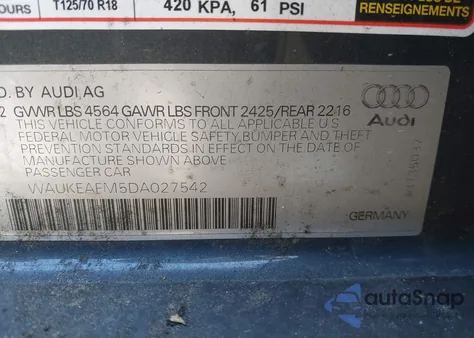 OURS T125/70 R18 420 KPA, 61 PSI
RENSEIGNEMENTS
D. BY AUDI AG
2 GVWR LBS 4564 GAWR LBS FRONT 2425/REAR 2216
THIS VEHICLE CONFORMS TO ALL APPLICABLE U.S
FEDERAL MOTOR VEHICLE SAFETY, BUMPER AND THEFT
PREVENTION STANDARDS IN EFFECT ON THE DATE OF
MANUFACTURE SHOWN ABOVE.
PASSENGER CAR
WAUKEAFM5DA027542
Audi
GERMANY
autoSnap